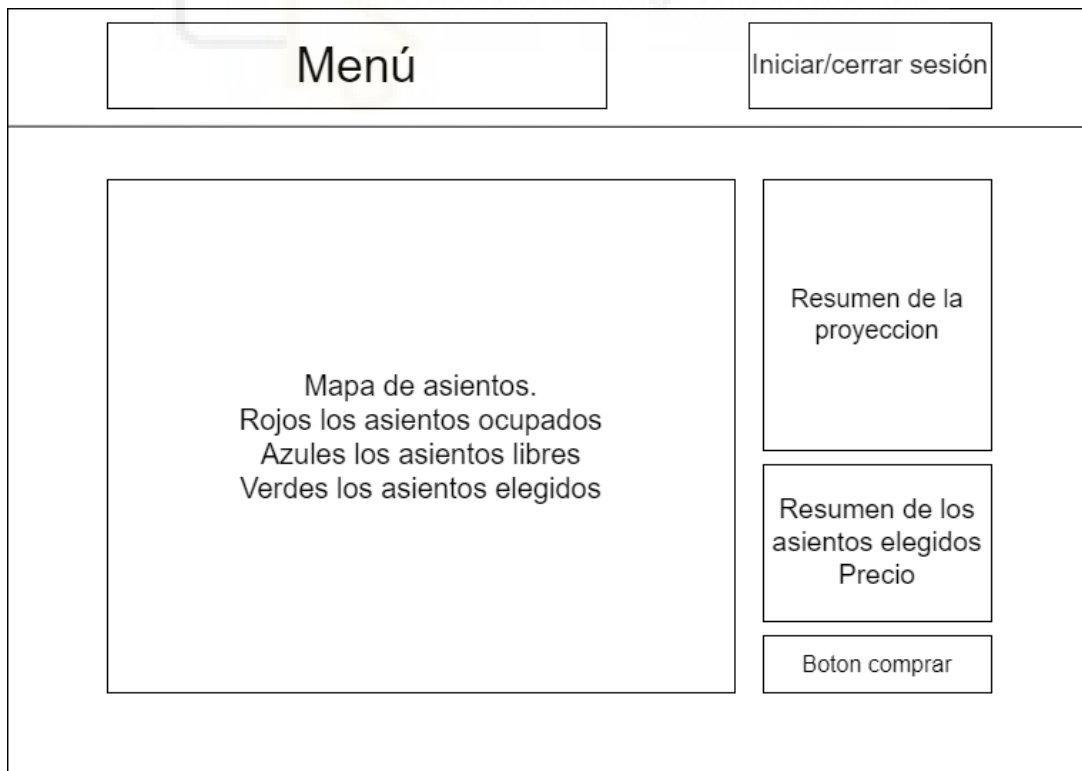 Menú
Iniciar/cerrar sesión
Mapa de asientos.
Rojos los asientos ocupados
Azules los asientos libres
Verdes los asientos elegidos
Resumen de la
proyeccion
Resumen de los
asientos elegidos
Precio
Boton comprar